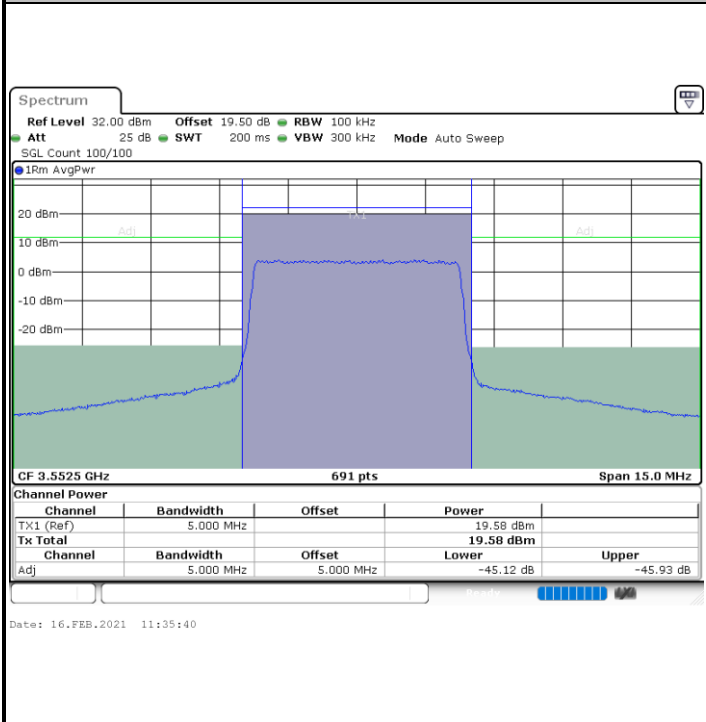 Spectrum
Ref Level 32.00 dBm Offset 19.50 dB RBW 100 kHz
Att 25 dB SWT 200 ms VBW 300 kHz Mode Auto Sweep
SGL Count 100/100
1Rm AvgPwr
20 dBm
TX1
Adj
Adj
10 dBm
0 dBm
-10 dBm
-20 dBm
CF 3.5525 GHz 691 pts Span 15.0 MHz
Channel Power
Channel Bandwidth Offset Power
TX1 (Ref) 5.000 MHz 19.58 dBm
Tx Total 19.58 dBm
Channel Bandwidth Offset Lower Upper
Adj 5.000 MHz 5.000 MHz -45.12 dB -45.93 dB
Ready
Date: 16.FEB.2021 11:35:40